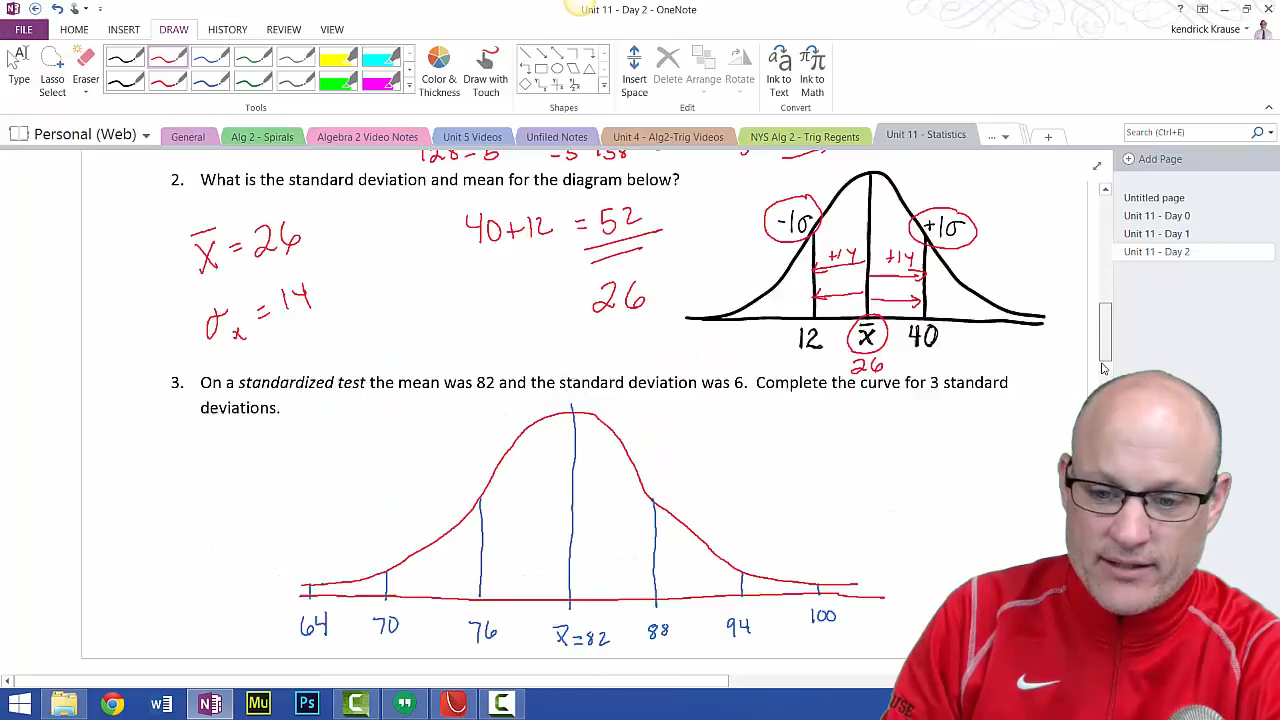 Unit 11 - Day 2 - OneNote
kendrick Krause
FILE HOME INSERT DRAW HISTORY REVIEW VIEW
Type
Lasso Select
Eraser
Color & Thickness
Draw with Touch
Insert Space
Delete
Arrange
Rotate
Ink to Text
Ink to Math
Tools Shapes Edit Convert
Personal (Web)
General Alg 2 - Spirals Algebra 2 Video Notes Unit 5 Videos Unfiled Notes Unit 4 - Alg2-Trig Videos NYS Alg 2 - Trig Regents Unit 11 - Statistics ...
Search (Ctrl+E)
Add Page
Untitled page
Unit 11 - Day 0
Unit 11 - Day 1
Unit 11 - Day 2
2. What is the standard deviation and mean for the diagram below?
x̄ = 26
σx = 14
40+12 = 52
26
-1σ +1σ
+14 +14
12 x̄ 40
26
3. On a standardized test the mean was 82 and the standard deviation was 6. Complete the curve for 3 standard
deviations.
64 70 76 x̄=82 88 94 100